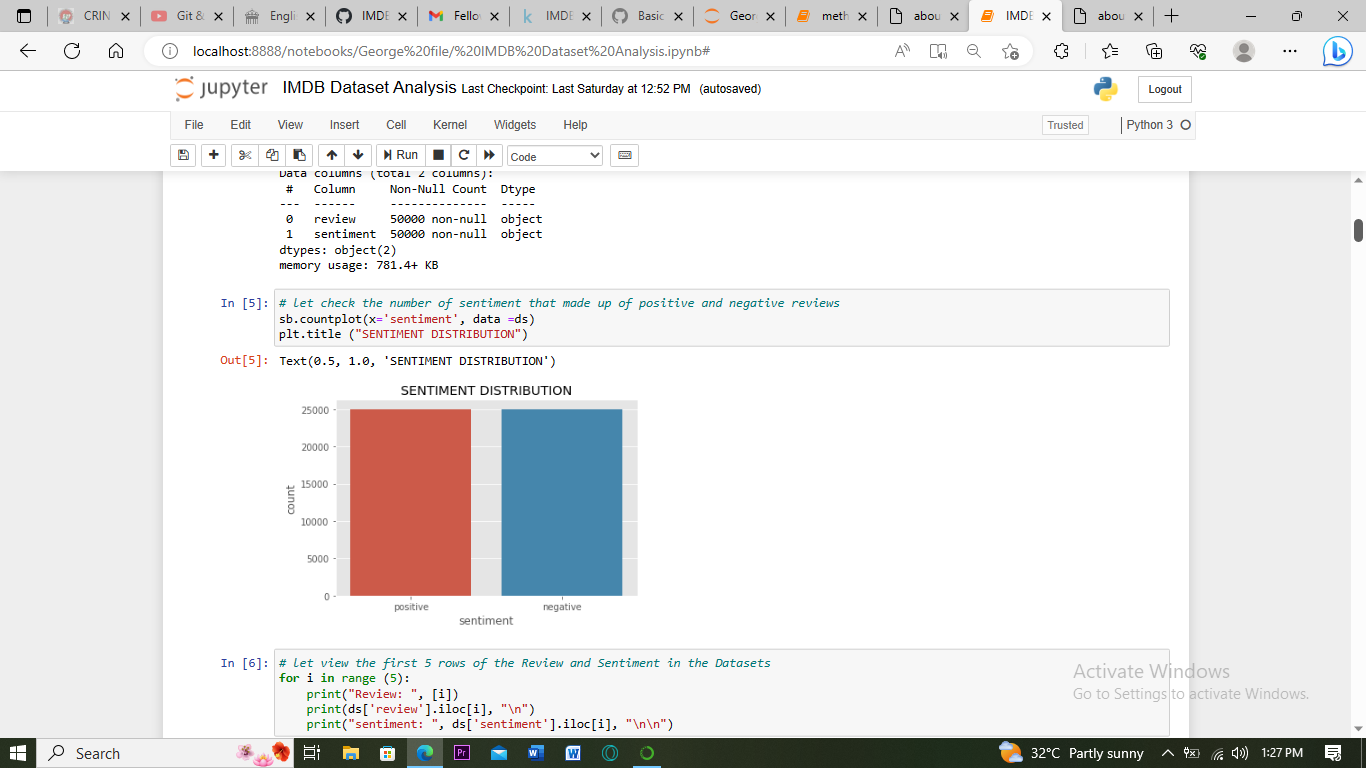 CRIN
Git &
Engli
IMDE
Fello
IMDE
Basic
Geor
meth
abou
IMDE
abou
localhost:8888/notebooks/George%20file/%20IMDB%20Dataset%20Analysis.ipynb#
jupyter IMDB Dataset Analysis Last Checkpoint: Last Saturday at 12:52 PM (autosaved)
Logout
File Edit View Insert Cell Kernel Widgets Help
Trusted
Python 3
Run
Code
Data columns (total 2 columns):
# Column Non-Null Count Dtype
--- ------ -------------- -----
0 review 50000 non-null object
1 sentiment 50000 non-null object
dtypes: object(2)
memory usage: 781.4+ KB
In [5]: # let check the number of sentiment that made up of positive and negative reviews
sb.countplot(x='sentiment', data =ds)
plt.title ("SENTIMENT DISTRIBUTION")
Out[5]: Text(0.5, 1.0, 'SENTIMENT DISTRIBUTION')
SENTIMENT DISTRIBUTION
25000
20000
15000
10000
5000
0
count
positive negative
sentiment
In [6]: # let view the first 5 rows of the Review and Sentiment in the Datasets
for i in range (5):
print("Review: ", [i])
print(ds['review'].iloc[i], "\n")
print("sentiment: ", ds['sentiment'].iloc[i], "\n\n")
Activate Windows
Go to Settings to activate Windows.
Search
Pr
32°C Partly sunny
1:27 PM